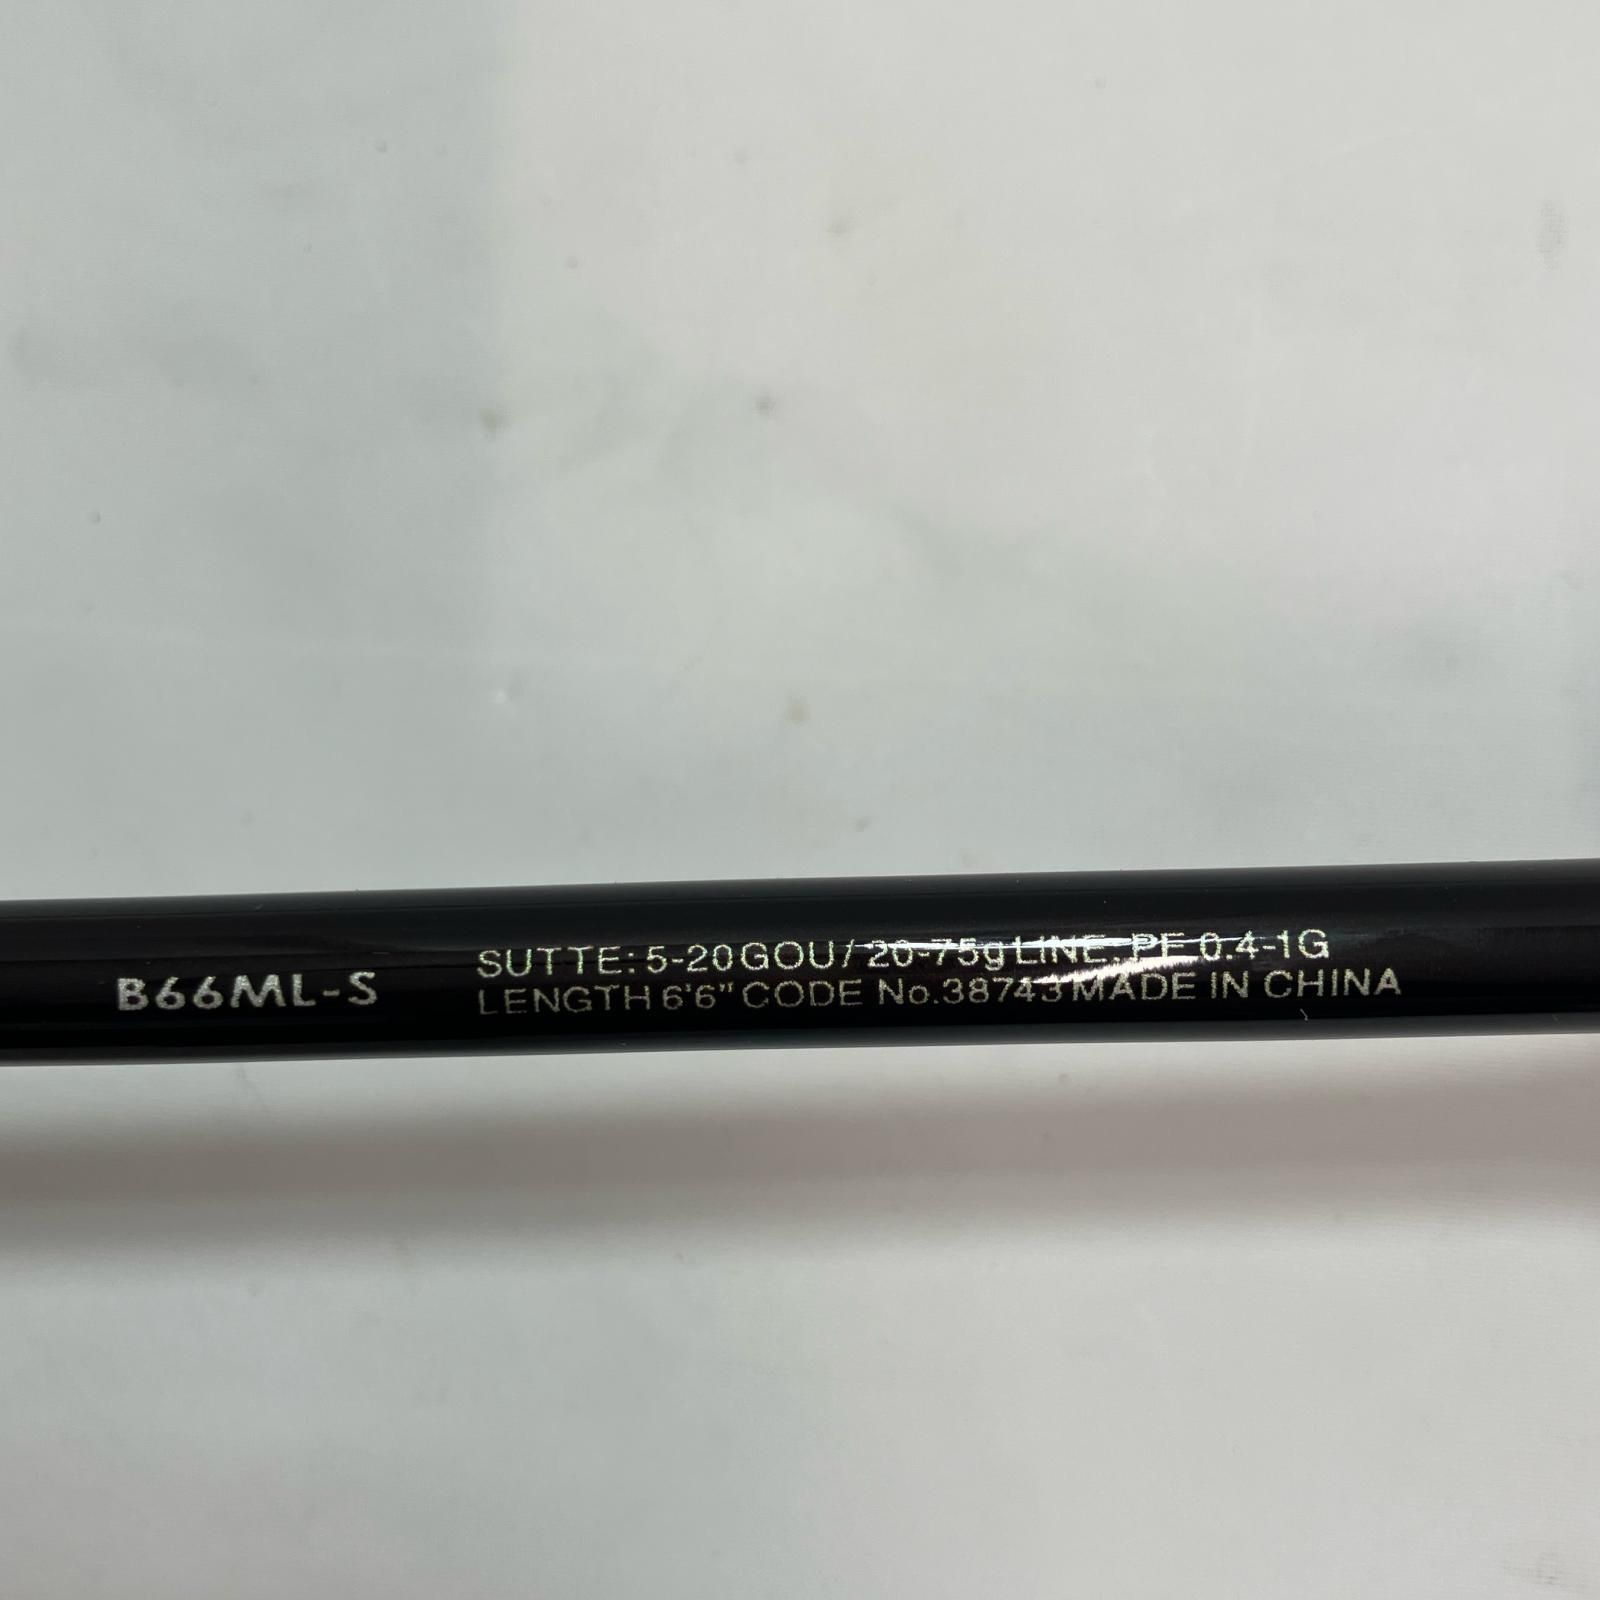 B66ML-S
SUTTE: 5-20GOU/ 20-75g LINE: PE 0.4-1G
LENGTH 6'6" CODE No.38743 MADE IN CHINA